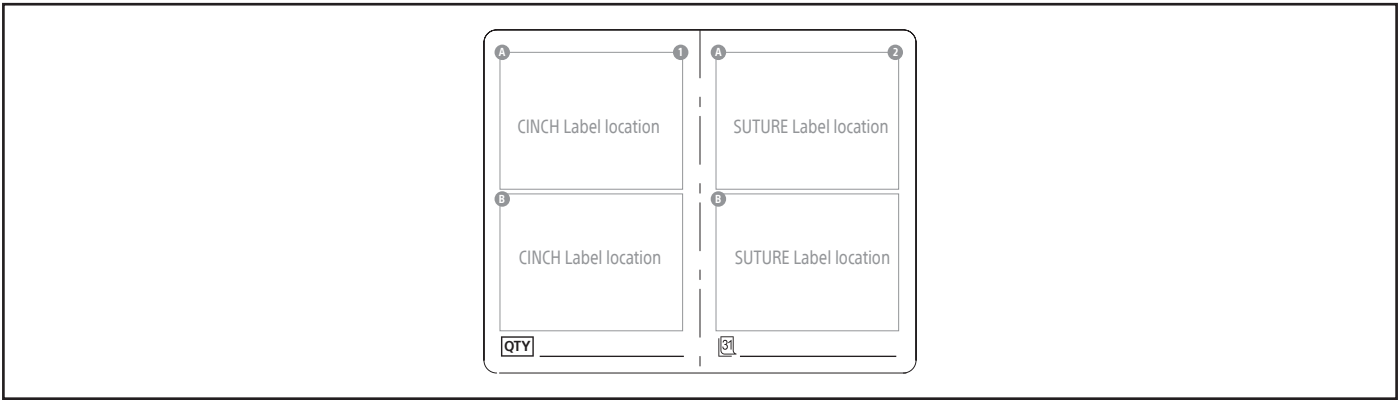 A 1
CINCH Label location
B
CINCH Label location
QTY
A 2
SUTURE Label location
B
SUTURE Label location
31